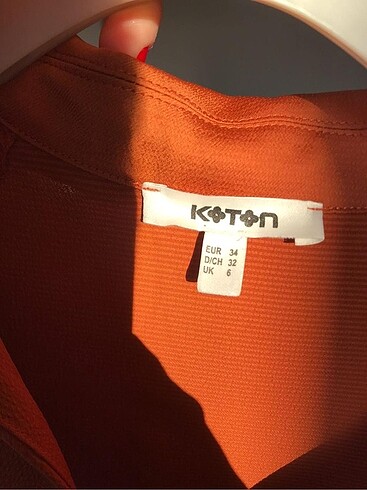 KOTON
EUR 34
D/CH 32
UK 6